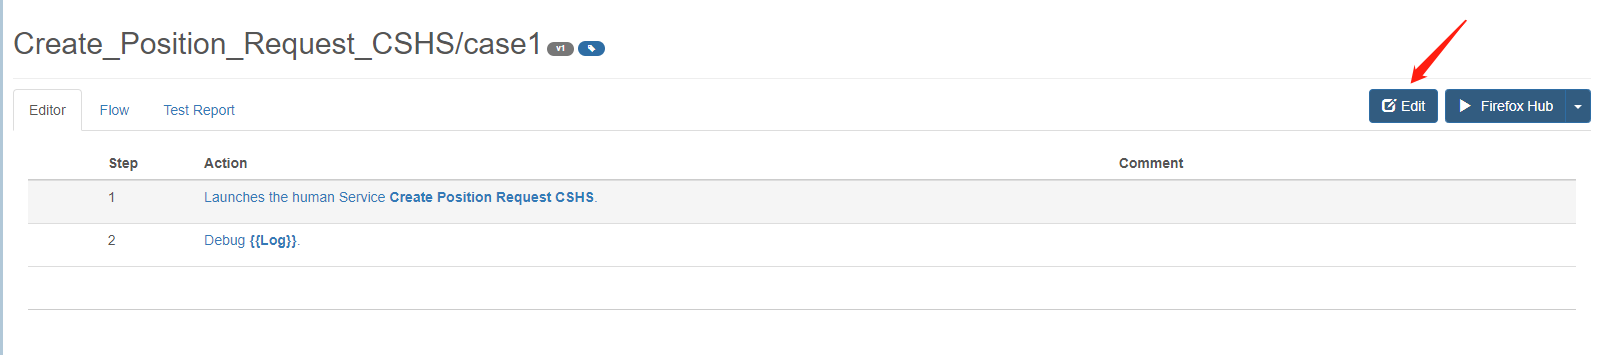 Create_Position_Request_CSHS/case1 v1
Editor Flow Test Report Edit Firefox Hub
Step Action Comment
1 Launches the human Service Create Position Request CSHS.
2 Debug {{Log}}.